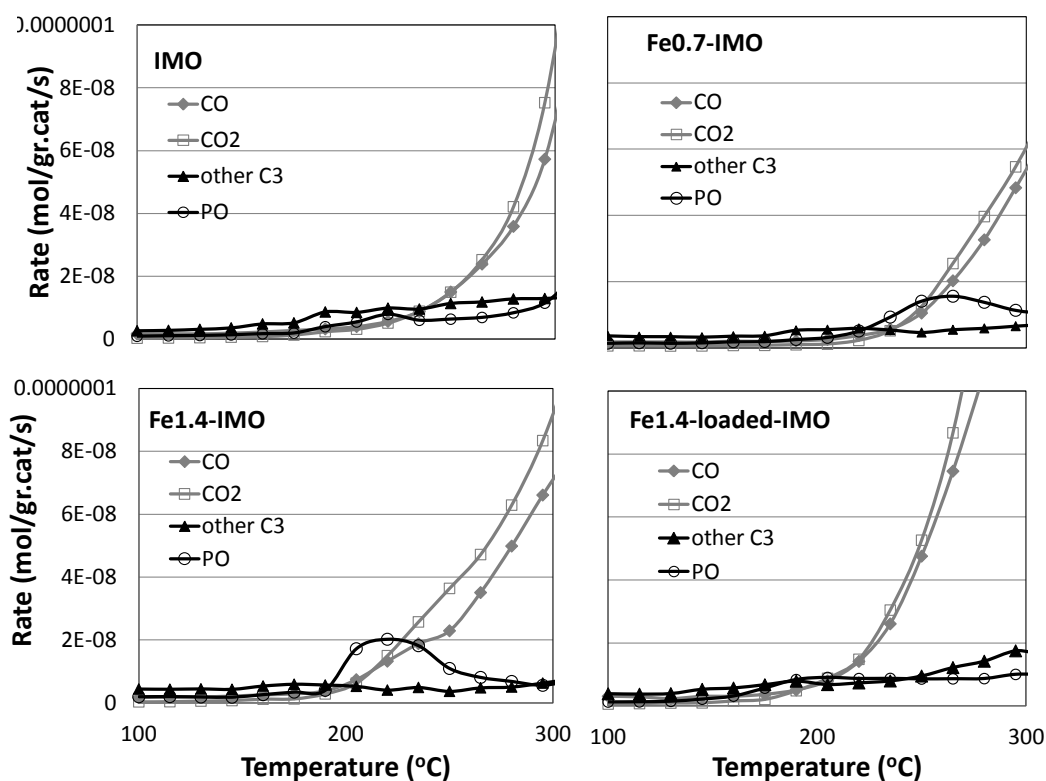 0.0000001
8E-08
6E-08
4E-08
2E-08
0
Rate (mol/gr.cat/s)
IMO
CO
CO2
other C3
PO
Fe0.7-IMO
CO
CO2
other C3
PO
0.0000001
8E-08
6E-08
4E-08
2E-08
0
Rate (mol/gr.cat/s)
Fe1.4-IMO
CO
CO2
other C3
PO
100 200 300
Temperature (ºC)
Fe1.4-loaded-IMO
CO
CO2
other C3
PO
100 200 300
Temperature (ºC)